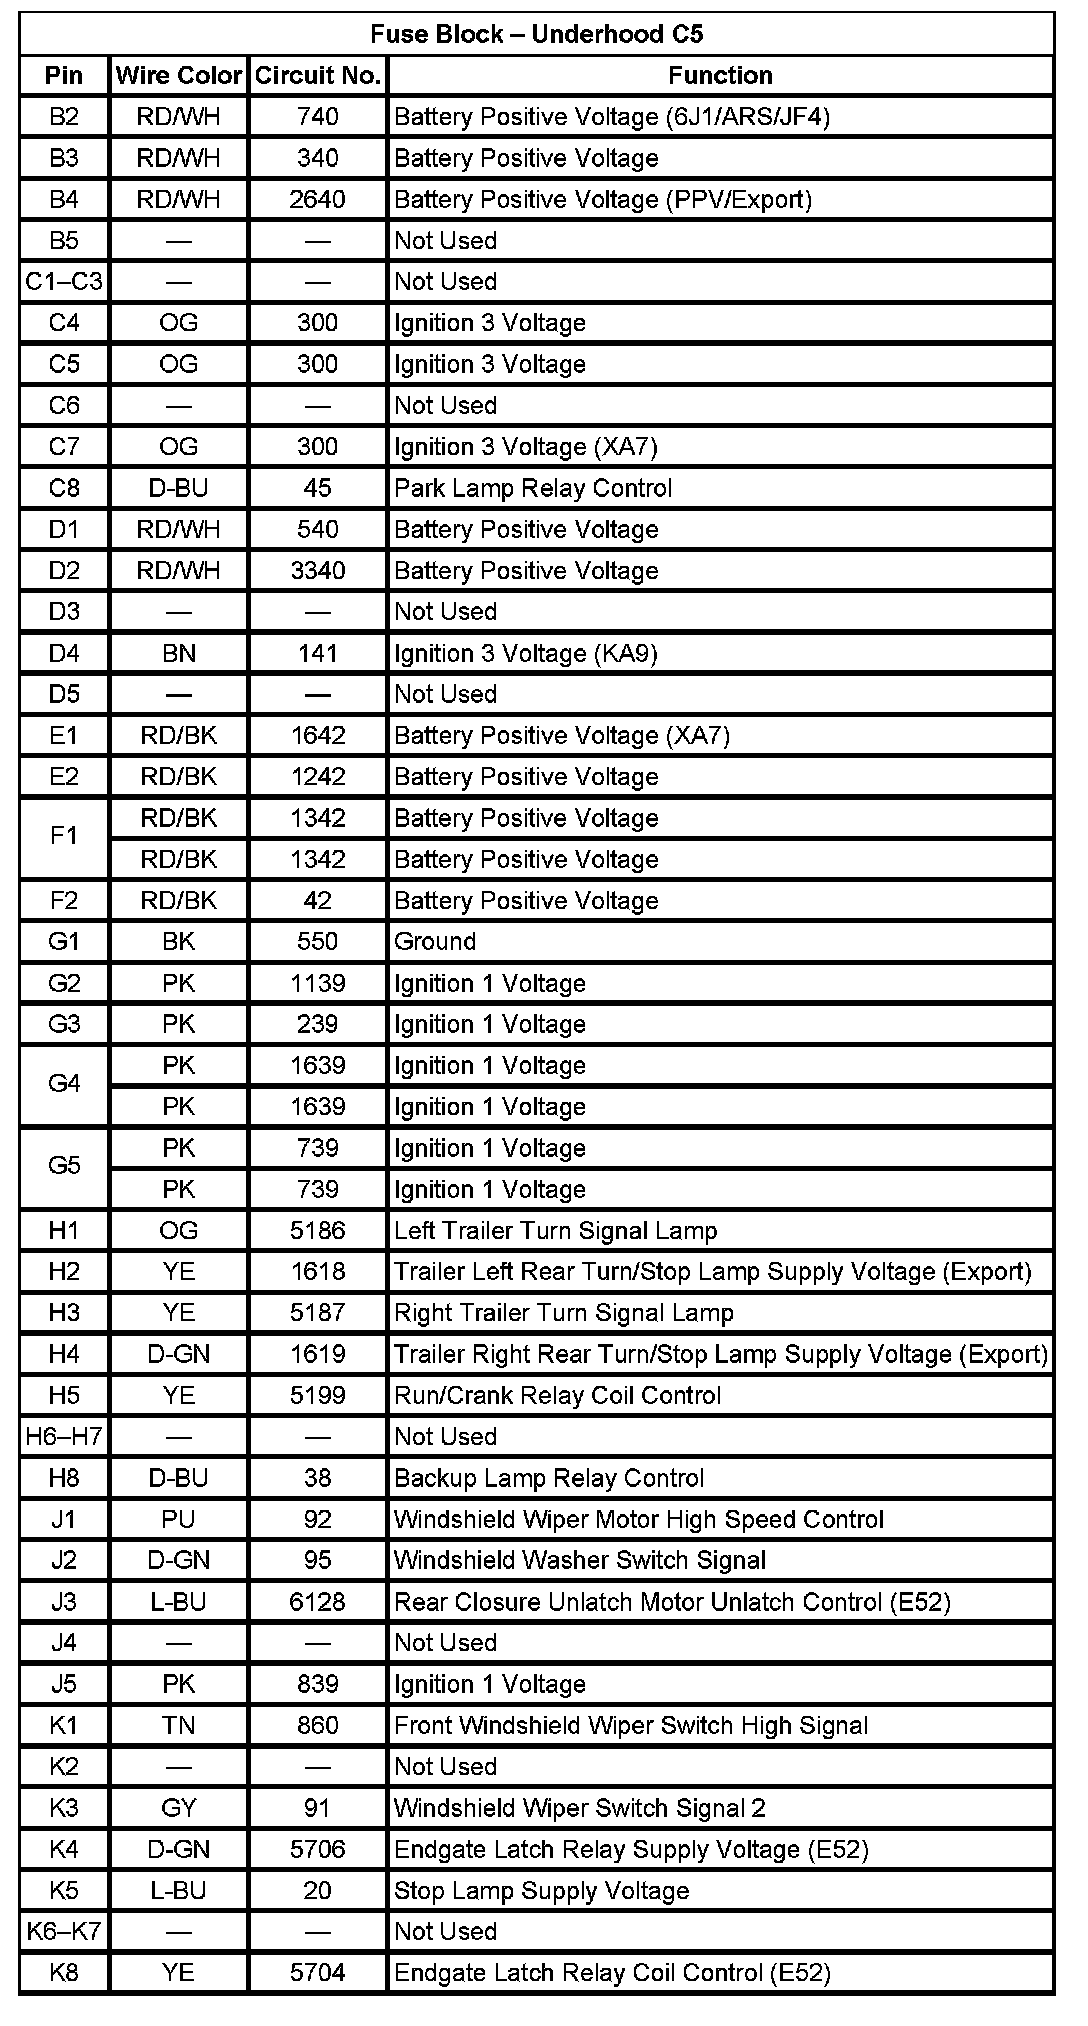 Fuse Block – Underhood C5
Pin Wire Color Circuit No. Function
B2 RD/WH 740 Battery Positive Voltage (6J1/ARS/JF4)
B3 RD/WH 340 Battery Positive Voltage
B4 RD/WH 2640 Battery Positive Voltage (PPV/Export)
B5 — — Not Used
C1–C3 — — Not Used
C4 OG 300 Ignition 3 Voltage
C5 OG 300 Ignition 3 Voltage
C6 — — Not Used
C7 OG 300 Ignition 3 Voltage (XA7)
C8 D-BU 45 Park Lamp Relay Control
D1 RD/WH 540 Battery Positive Voltage
D2 RD/WH 3340 Battery Positive Voltage
D3 — — Not Used
D4 BN 141 Ignition 3 Voltage (KA9)
D5 — — Not Used
E1 RD/BK 1642 Battery Positive Voltage (XA7)
E2 RD/BK 1242 Battery Positive Voltage
F1 RD/BK 1342 Battery Positive Voltage
RD/BK 1342 Battery Positive Voltage
F2 RD/BK 42 Battery Positive Voltage
G1 BK 550 Ground
G2 PK 1139 Ignition 1 Voltage
G3 PK 239 Ignition 1 Voltage
G4 PK 1639 Ignition 1 Voltage
PK 1639 Ignition 1 Voltage
G5 PK 739 Ignition 1 Voltage
PK 739 Ignition 1 Voltage
H1 OG 5186 Left Trailer Turn Signal Lamp
H2 YE 1618 Trailer Left Rear Turn/Stop Lamp Supply Voltage (Export)
H3 YE 5187 Right Trailer Turn Signal Lamp
H4 D-GN 1619 Trailer Right Rear Turn/Stop Lamp Supply Voltage (Export)
H5 YE 5199 Run/Crank Relay Coil Control
H6–H7 — — Not Used
H8 D-BU 38 Backup Lamp Relay Control
J1 PU 92 Windshield Wiper Motor High Speed Control
J2 D-GN 95 Windshield Washer Switch Signal
J3 L-BU 6128 Rear Closure Unlatch Motor Unlatch Control (E52)
J4 — — Not Used
J5 PK 839 Ignition 1 Voltage
K1 TN 860 Front Windshield Wiper Switch High Signal
K2 — — Not Used
K3 GY 91 Windshield Wiper Switch Signal 2
K4 D-GN 5706 Endgate Latch Relay Supply Voltage (E52)
K5 L-BU 20 Stop Lamp Supply Voltage
K6–K7 — — Not Used
K8 YE 5704 Endgate Latch Relay Coil Control (E52)